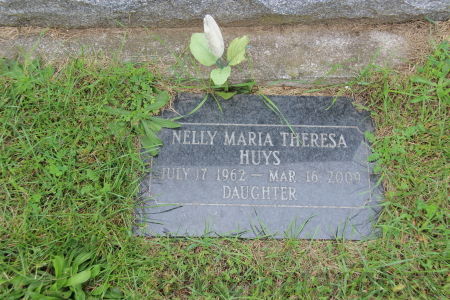 NELLY MARIA THERESA
HUYS
JULY 17 1962 — MAR. 16 2009
DAUGHTER